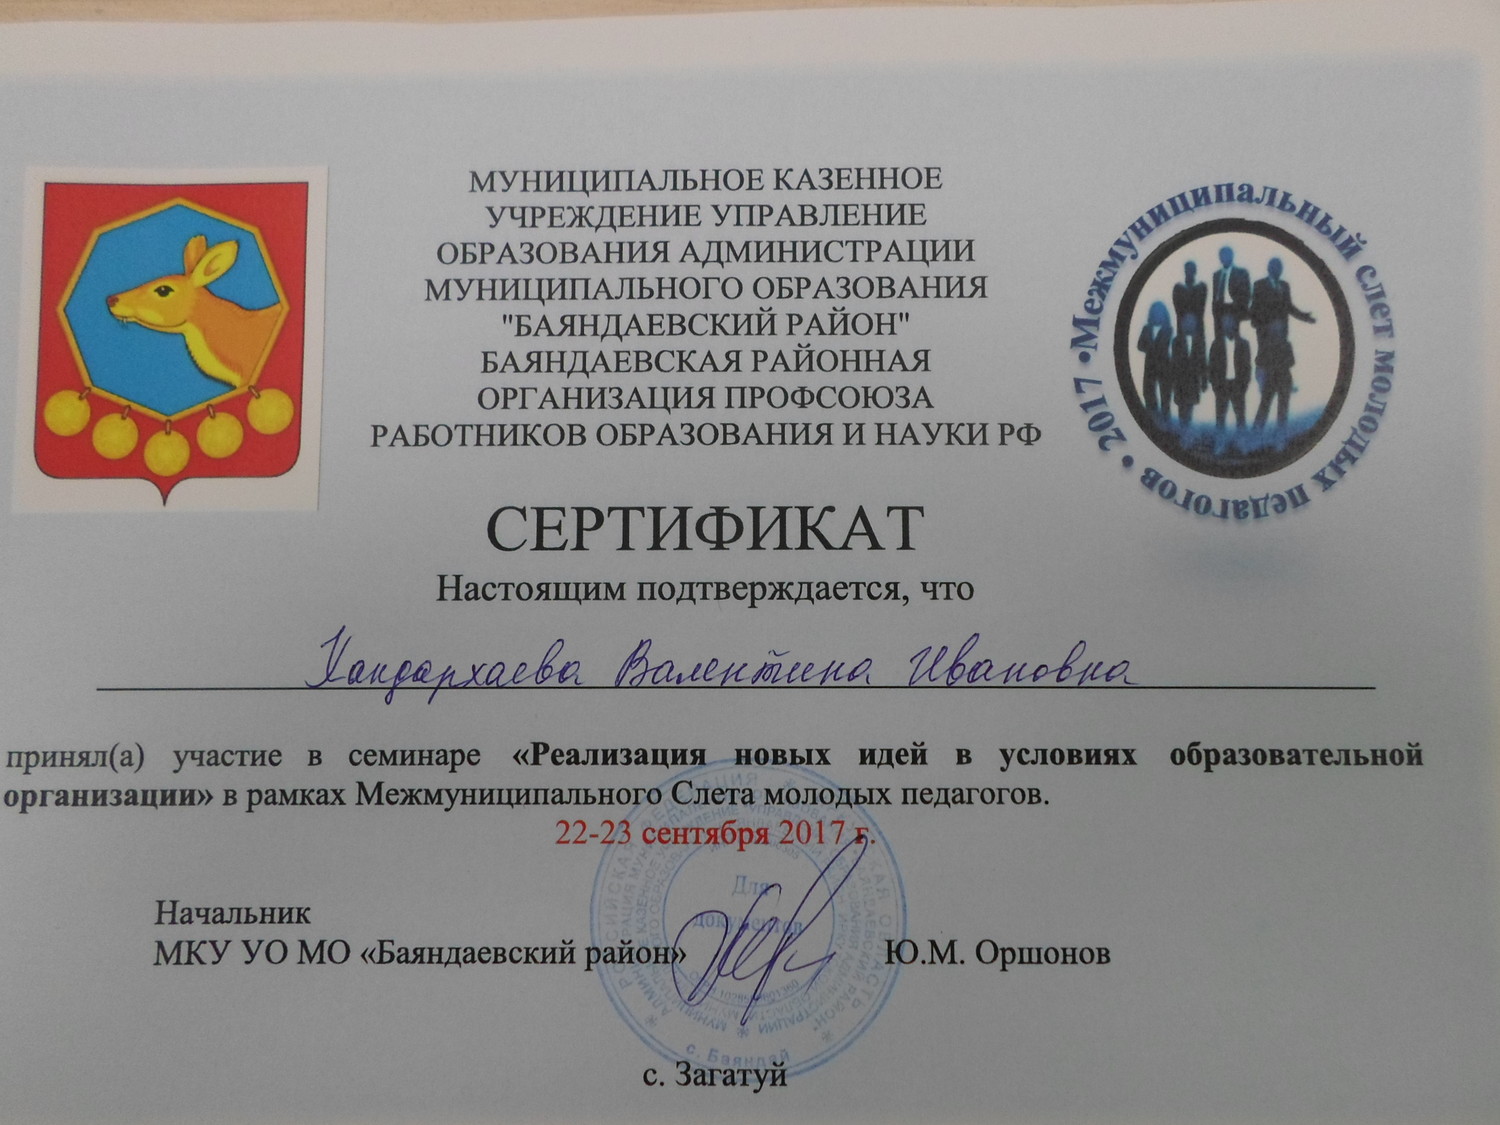 МУНИЦИПАЛЬНОЕ КАЗЕННОЕ
УЧРЕЖДЕНИЕ УПРАВЛЕНИЕ
ОБРАЗОВАНИЯ АДМИНИСТРАЦИИ
МУНИЦИПАЛЬНОГО ОБРАЗОВАНИЯ
"БАЯНДАЕВСКИЙ РАЙОН"
БАЯНДАЕВСКАЯ РАЙОННАЯ
ОРГАНИЗАЦИЯ ПРОФСОЮЗА
РАБОТНИКОВ ОБРАЗОВАНИЯ И НАУКИ РФ
•Межмуниципальный слет молодых педагогов • 2017
СЕРТИФИКАТ
Настоящим подтверждается, что
Хандархаева Валентина Ивановна
принял(а) участие в семинаре «Реализация новых идей в условиях образовательной
организации» в рамках Межмуниципального Слета молодых педагогов.
22-23 сентября 2017 г.
Для
документов
Начальник
МКУ УО МО «Баяндаевский район» Ю.М. Оршонов
с. Баяндай
с. Загатуй